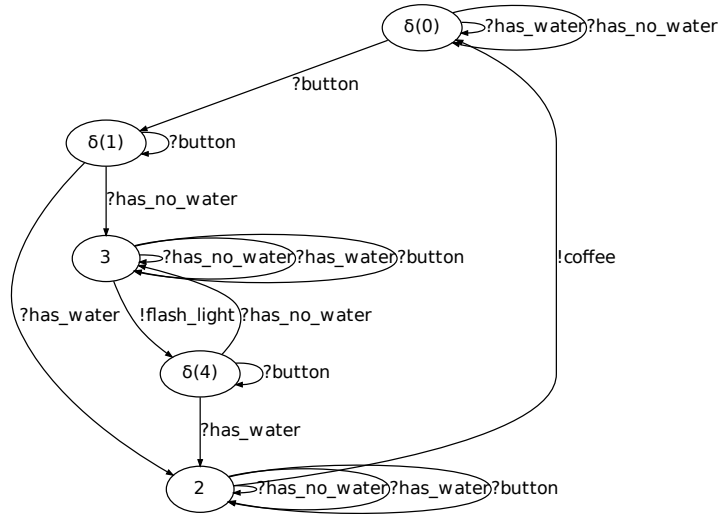 δ(0)
?has_water
?has_no_water
?button
δ(1)
?button
?has_no_water
3
?has_no_water
?has_water
?button
!coffee
?has_water
!flash_light
?has_no_water
δ(4)
?button
?has_water
2
?has_no_water
?has_water
?button